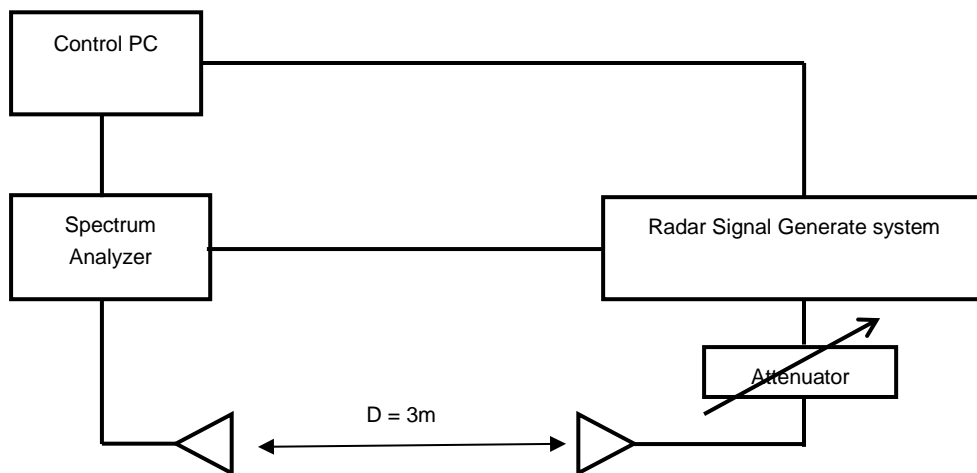 Control PC
Spectrum
Analyzer
Radar Signal Generate system
Attenuator
D = 3m